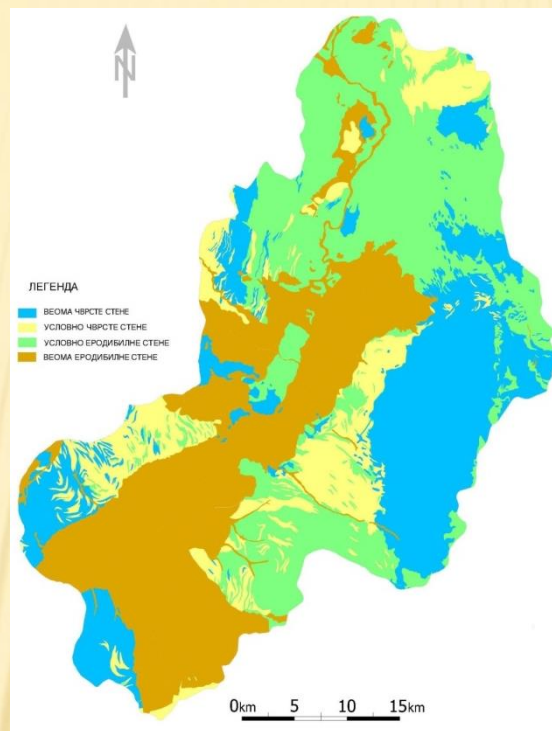 N
ЛЕГЕНДА
ВЕОМА ЧВРСТЕ СТЕНЕ
УСЛОВНО ЧВРСТЕ СТЕНЕ
УСЛОВНО ЕРОДИБИЛНЕ СТЕНЕ
ВЕОМА ЕРОДИБИЛНЕ СТЕНЕ
0km 5 10 15km